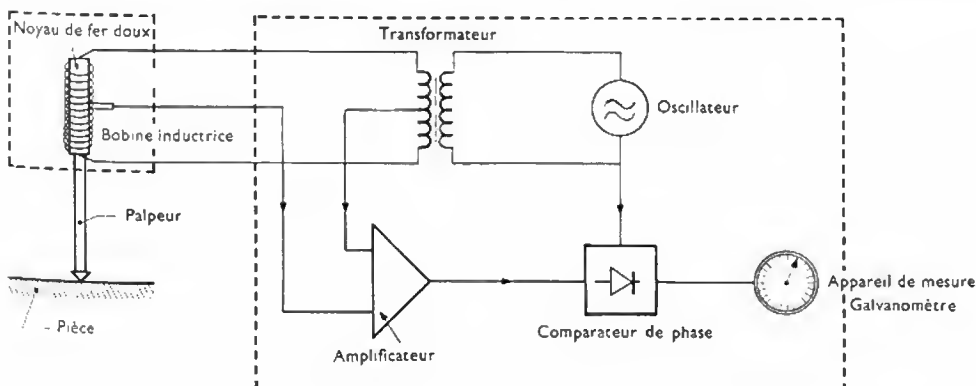 Noyau de fer doux
Transformateur
Oscillateur
Bobine inductrice
Palpeur
Pièce
Amplificateur
Comparateur de phase
Appareil de mesure
Galvanomètre